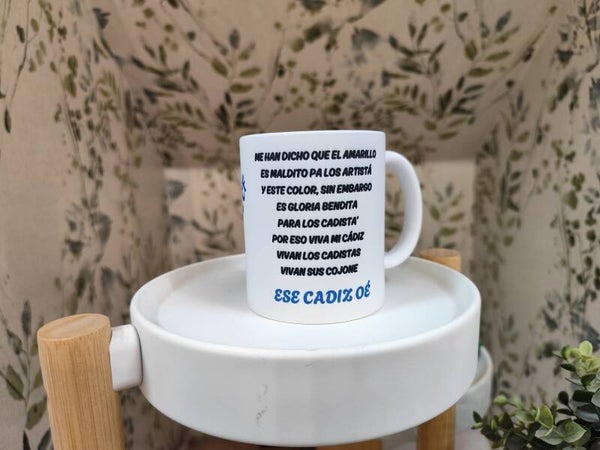 ME HAN DICHO QUE EL AMARILLO
ES MALDITO PA LOS ARTISTÁ
Y ESTE COLOR, SIN EMBARGO
ES GLORIA BENDITA
PARA LOS CADISTA'
POR ESO VIVA MI CÁDIZ
VIVAN LOS CADISTAS
VIVAN SUS COJONE
ESE CADIZ OÉ